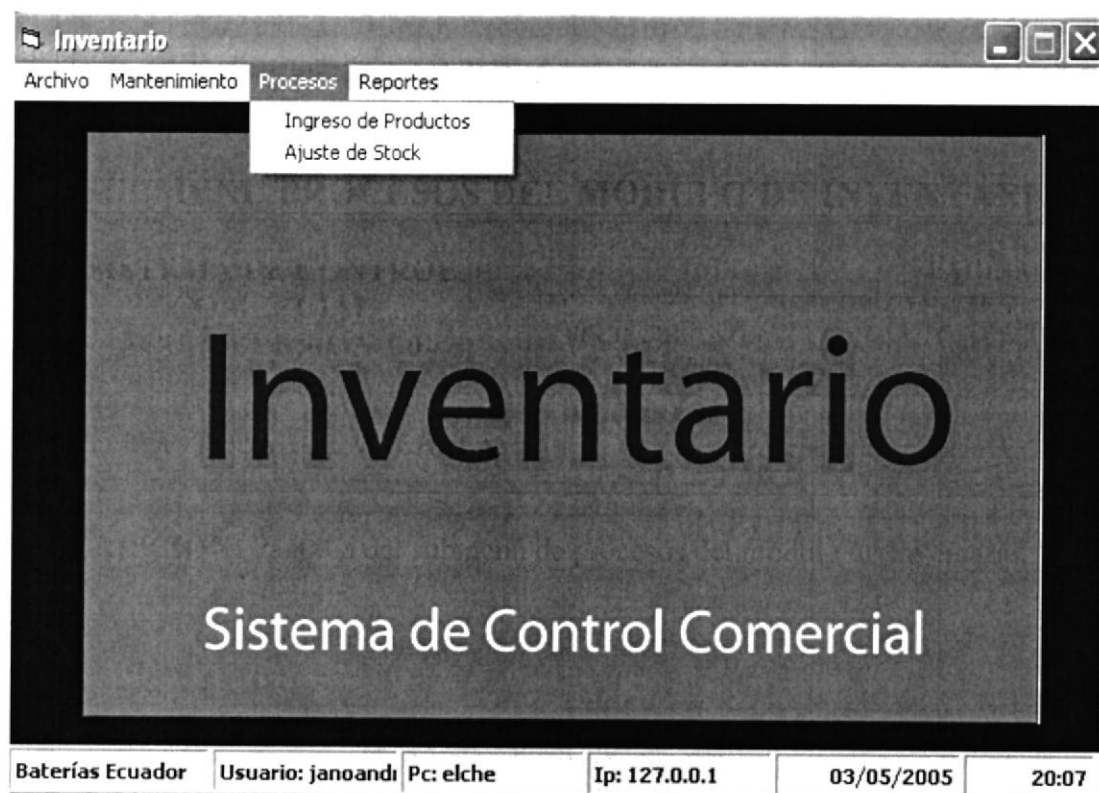 Inventario
Archivo Mantenimiento Procesos Reportes
Ingreso de Productos
Ajuste de Stock
Inventario
Sistema de Control Comercial
Baterías Ecuador Usuario: janoandi Pc: elche Ip: 127.0.0.1 03/05/2005 20:07